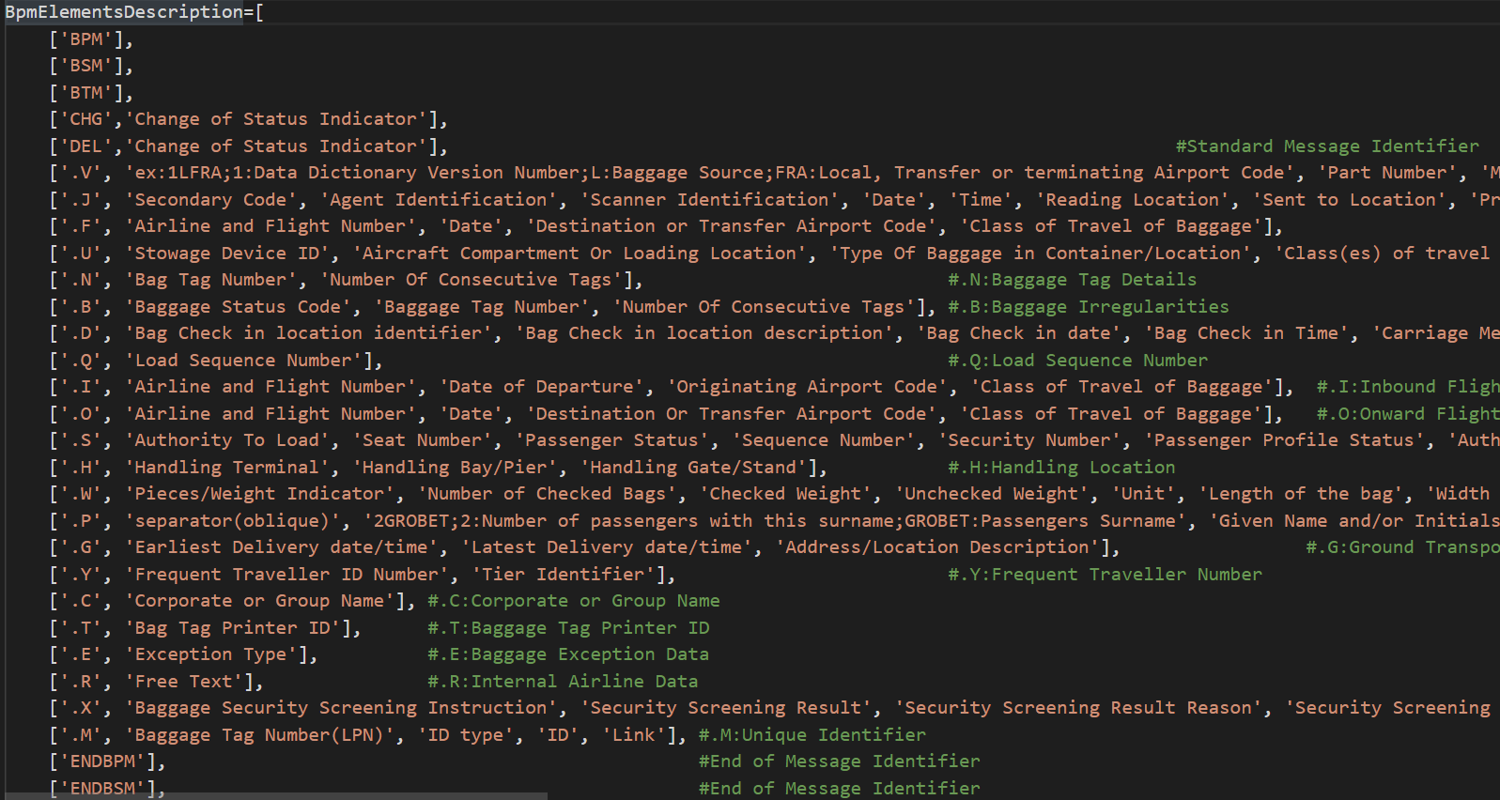 BpmElementsDescription=[
['BPM'],
['BSM'],
['BTM'],
['CHG','Change of Status Indicator'],
['DEL','Change of Status Indicator'], #Standard Message Identifier
['.V', 'ex:1LFRA;1:Data Dictionary Version Number;L:Baggage Source;FRA:Local, Transfer or terminating Airport Code', 'Part Number', 'M
['.J', 'Secondary Code', 'Agent Identification', 'Scanner Identification', 'Date', 'Time', 'Reading Location', 'Sent to Location', 'Pr
['.F', 'Airline and Flight Number', 'Date', 'Destination or Transfer Airport Code', 'Class of Travel of Baggage'],
['.U', 'Stowage Device ID', 'Aircraft Compartment Or Loading Location', 'Type Of Baggage in Container/Location', 'Class(es) of travel
['.N', 'Bag Tag Number', 'Number Of Consecutive Tags'], #.N:Baggage Tag Details
['.B', 'Baggage Status Code', 'Baggage Tag Number', 'Number Of Consecutive Tags'], #.B:Baggage Irregularities
['.D', 'Bag Check in location identifier', 'Bag Check in location description', 'Bag Check in date', 'Bag Check in Time', 'Carriage Me
['.Q', 'Load Sequence Number'], #.Q:Load Sequence Number
['.I', 'Airline and Flight Number', 'Date of Departure', 'Originating Airport Code', 'Class of Travel of Baggage'], #.I:Inbound Fligh
['.O', 'Airline and Flight Number', 'Date', 'Destination Or Transfer Airport Code', 'Class of Travel of Baggage'], #.O:Onward Flight
['.S', 'Authority To Load', 'Seat Number', 'Passenger Status', 'Sequence Number', 'Security Number', 'Passenger Profile Status', 'Auth
['.H', 'Handling Terminal', 'Handling Bay/Pier', 'Handling Gate/Stand'], #.H:Handling Location
['.W', 'Pieces/Weight Indicator', 'Number of Checked Bags', 'Checked Weight', 'Unchecked Weight', 'Unit', 'Length of the bag', 'Width
['.P', 'separator(oblique)', '2GROBET;2:Number of passengers with this surname;GROBET:Passengers Surname', 'Given Name and/or Initials
['.G', 'Earliest Delivery date/time', 'Latest Delivery date/time', 'Address/Location Description'], #.G:Ground Transpo
['.Y', 'Frequent Traveller ID Number', 'Tier Identifier'], #.Y:Frequent Traveller Number
['.C', 'Corporate or Group Name'], #.C:Corporate or Group Name
['.T', 'Bag Tag Printer ID'], #.T:Baggage Tag Printer ID
['.E', 'Exception Type'], #.E:Baggage Exception Data
['.R', 'Free Text'], #.R:Internal Airline Data
['.X', 'Baggage Security Screening Instruction', 'Security Screening Result', 'Security Screening Result Reason', 'Security Screening
['.M', 'Baggage Tag Number(LPN)', 'ID type', 'ID', 'Link'], #.M:Unique Identifier
['ENDBPM'], #End of Message Identifier
['ENDBSM'], #End of Message Identifier